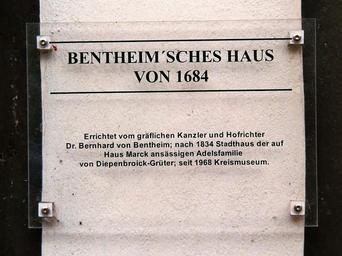 BENTHEIM´SCHES HAUS
VON 1684
Errichtet vom gräflichen Kanzler und Hofrichter
Dr. Bernhard von Bentheim; nach 1834 Stadthaus der auf
Haus Marck ansässigen Adelsfamilie
von Diepenbroick-Grüter; seit 1968 Kreismuseum.